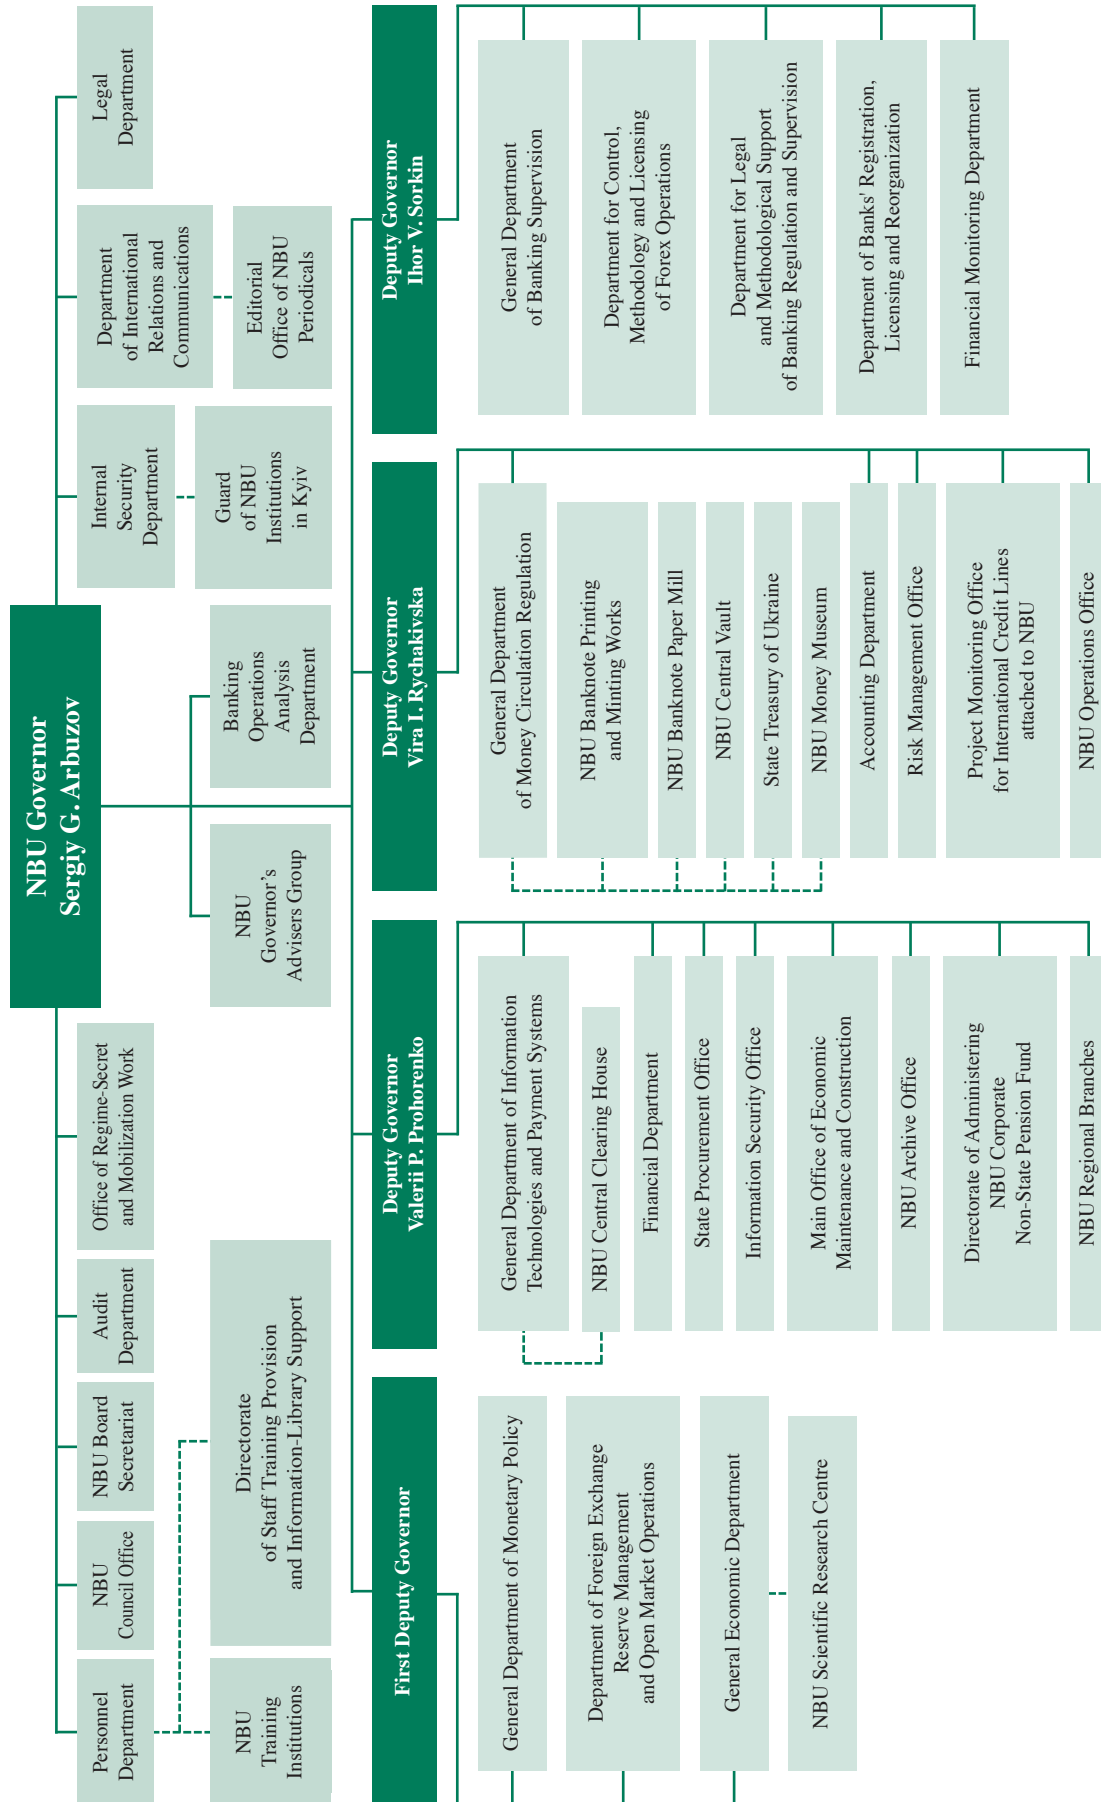 NBU Governor
Sergiy G. Arbuzov
Personnel
Department
NBU
Council Office
NBU Board
Secretariat
Audit
Department
Office of Regime-Secret
and Mobilization Work
Internal
Security
Department
Department
of International
Relations and
Communications
Legal
Department
NBU
Training
Institutions
Directorate
of Staff Training Provision
and Information-Library Support
NBU
Governor's
Advisers Group
Banking
Operations
Analysis
Department
Guard
of NBU
Institutions
in Kyiv
Editorial
Office of NBU
Periodicals
First Deputy Governor
General Department of Monetary Policy
Department of Foreign Exchange
Reserve Management
and Open Market Operations
General Economic Department
NBU Scientific Research Centre
Deputy Governor
Valerii P. Prohorenko
General Department of Information
Technologies and Payment Systems
NBU Central Clearing House
Financial Department
State Procurement Office
Information Security Office
Main Office of Economic
Maintenance and Construction
NBU Archive Office
Directorate of Administering
NBU Corporate
Non-State Pension Fund
NBU Regional Branches
Deputy Governor
Vira I. Rychakivska
General Department
of Money Circulation Regulation
NBU Banknote Printing
and Minting Works
NBU Banknote Paper Mill
NBU Central Vault
State Treasury of Ukraine
NBU Money Museum
Accounting Department
Risk Management Office
Project Monitoring Office
for International Credit Lines
attached to NBU
NBU Operations Office
Deputy Governor
Ihor V. Sorkin
General Department
of Banking Supervision
Department for Control,
Methodology and Licensing
of Forex Operations
Department for Legal
and Methodological Support
of Banking Regulation and Supervision
Department of Banks' Registration,
Licensing and Reorganization
Financial Monitoring Department